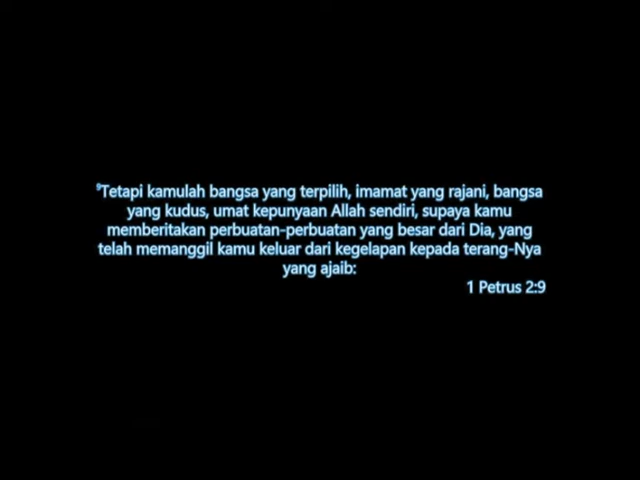 ⁹Tetapi kamulah bangsa yang terpilih, imamat yang rajani, bangsa
yang kudus, umat kepunyaan Allah sendiri, supaya kamu
memberitakan perbuatan-perbuatan yang besar dari Dia, yang
telah memanggil kamu keluar dari kegelapan kepada terang-Nya
yang ajaib:
1 Petrus 2:9